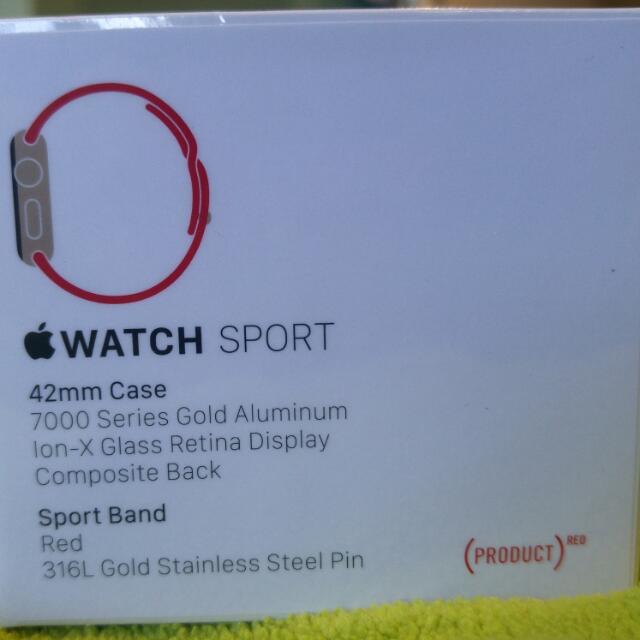 WATCH SPORT
42mm Case
7000 Series Gold Aluminum
Ion-X Glass Retina Display
Composite Back
Sport Band
Red
316L Gold Stainless Steel Pin
(PRODUCT)RED